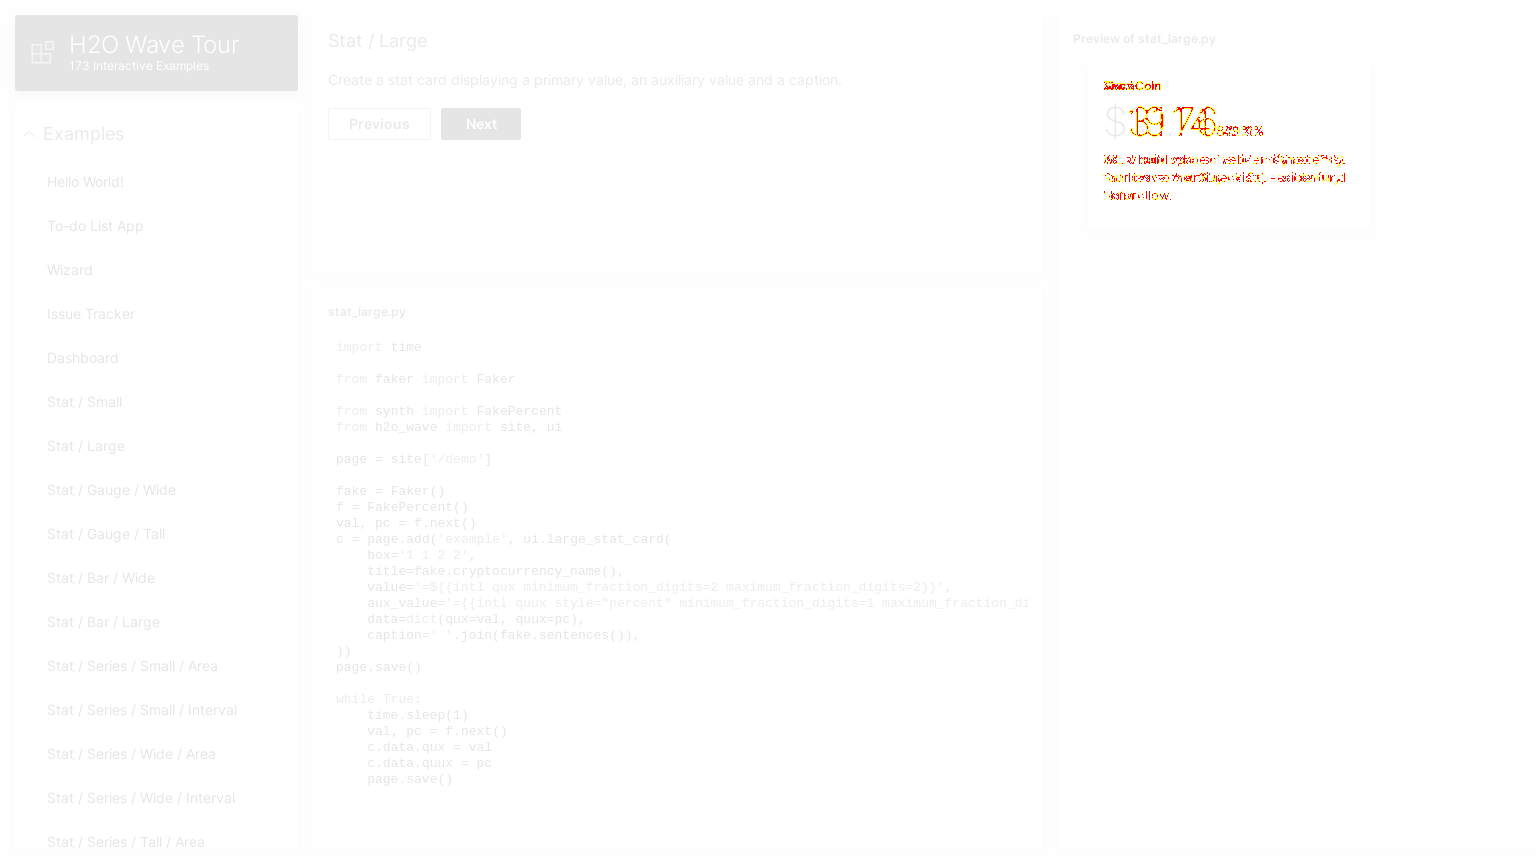 H2O Wave Tour
173 Interactive Examples
Examples
Hello World!
To-do List App
Wizard
Issue Tracker
Dashboard
Stat / Small
Stat / Large
Stat / Gauge / Wide
Stat / Gauge / Tall
Stat / Bar / Wide
Stat / Bar / Large
Stat / Series / Small / Area
Stat / Series / Small / Interval
Stat / Series / Wide / Area
Stat / Series / Wide / Interval
Stat / Series / Tall / Area
Stat / Large
Create a stat card displaying a primary value, an auxiliary value and a caption.
Previous
Next
stat_large.py
import time
from faker import Faker
from synth import FakePercent
from h2o_wave import site, ui
page = site['/demo']
fake = Faker()
f = FakePercent()
val, pc = f.next()
c = page.add('example', ui.large_stat_card(
    box='1 1 2 2',
    title=fake.cryptocurrency_name(),
    value='=${{intl qux minimum_fraction_digits=2 maximum_fraction_digits=2}}',
    aux_value='={{intl quux style="percent" minimum_fraction_digits=1 maximum_fraction_di
    data=dict(qux=val, quux=pc),
    caption=' '.join(fake.sentences()),
))
page.save()
while True:
    time.sleep(1)
    val, pc = f.next()
    c.data.qux = val
    c.data.quux = pc
    page.save()
Preview of stat_large.py
$